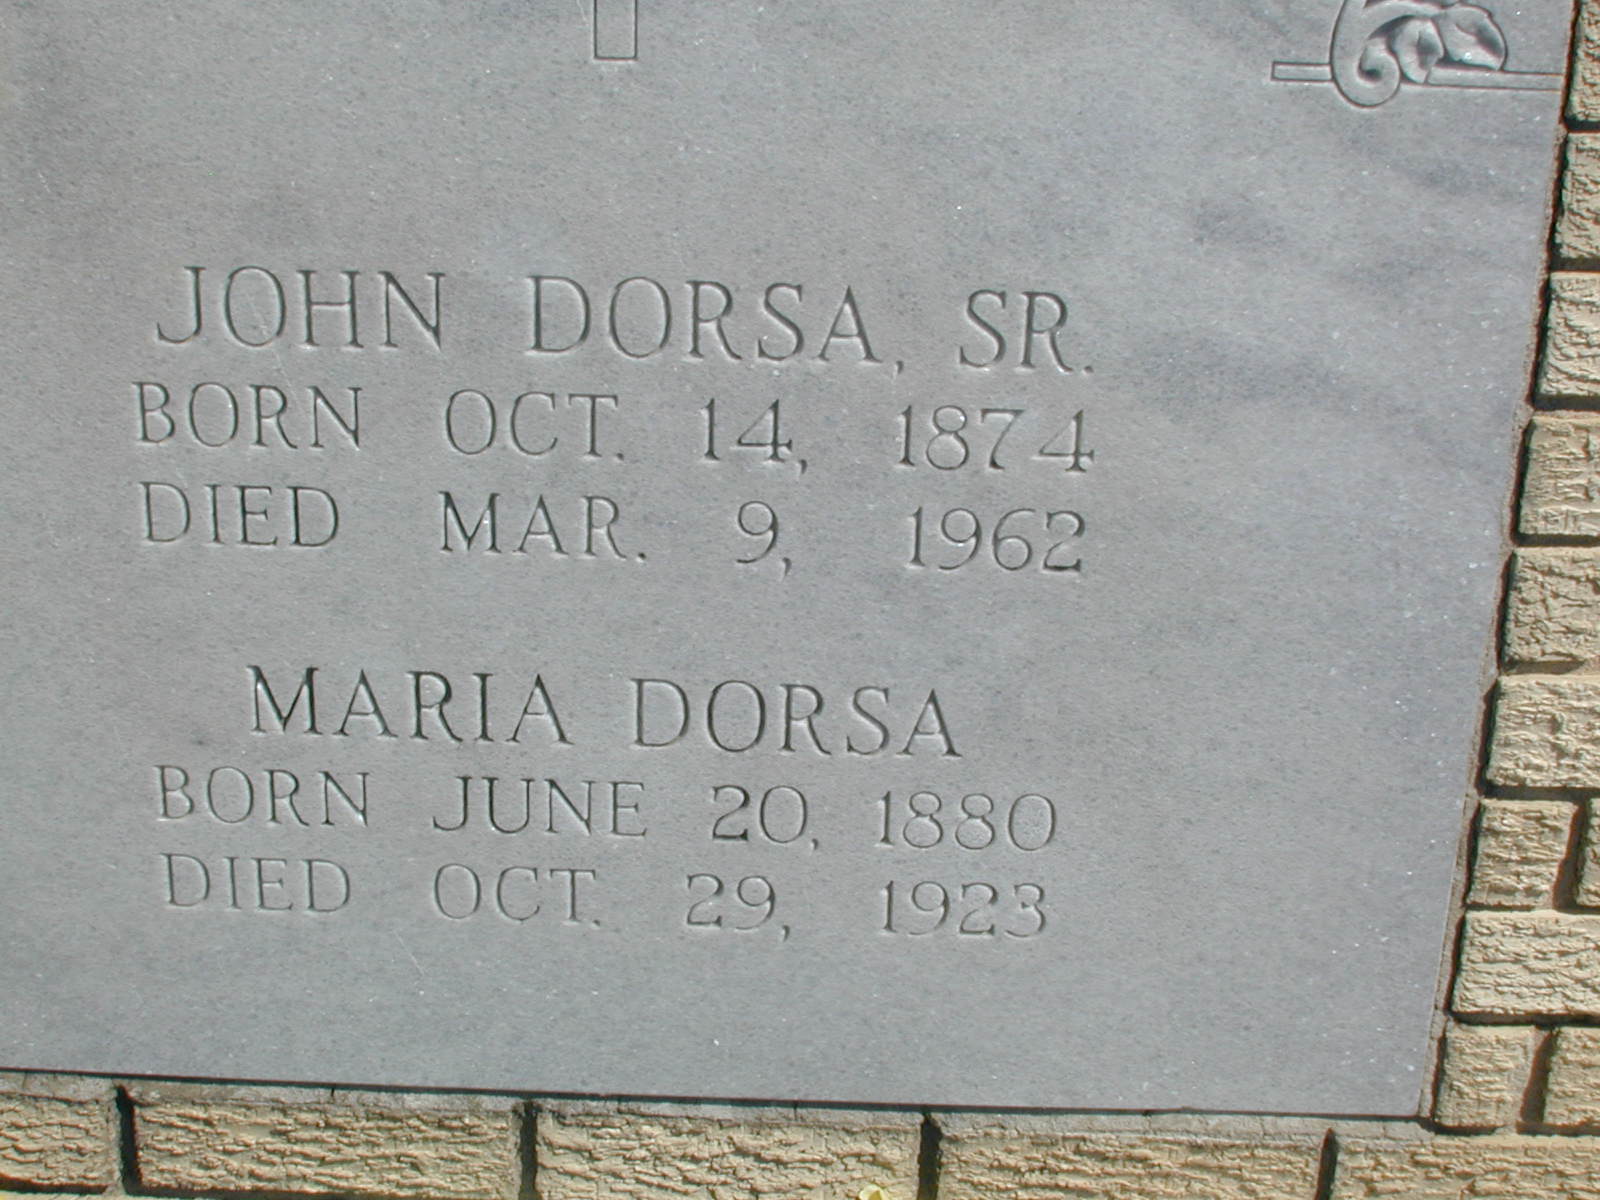 JOHN DORSA, SR.
BORN OCT. 14, 1874
DIED MAR. 9, 1962
MARIA DORSA
BORN JUNE 20, 1880
DIED OCT. 29, 1923